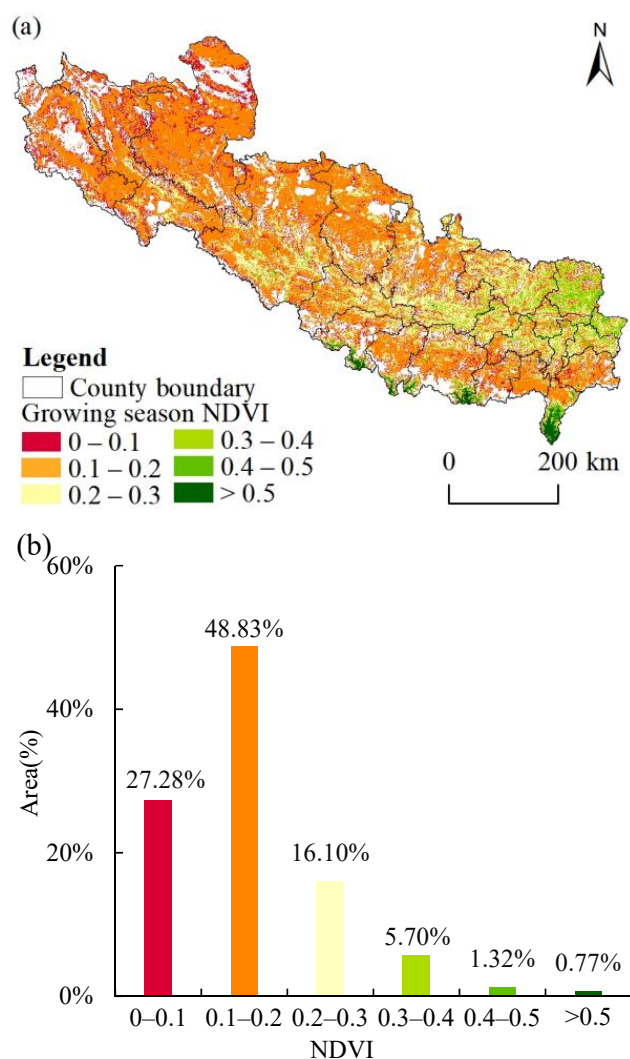 (a)
N
Legend
County boundary
Growing season NDVI
0 – 0.1
0.1 – 0.2
0.2 – 0.3
0.3 – 0.4
0.4 – 0.5
> 0.5
0 200 km
(b)
60%
48.83%
40%
Area(%)
27.28%
20%
16.10%
5.70%
1.32%
0.77%
0%
0–0.1 0.1–0.2 0.2–0.3 0.3–0.4 0.4–0.5 >0.5
NDVI